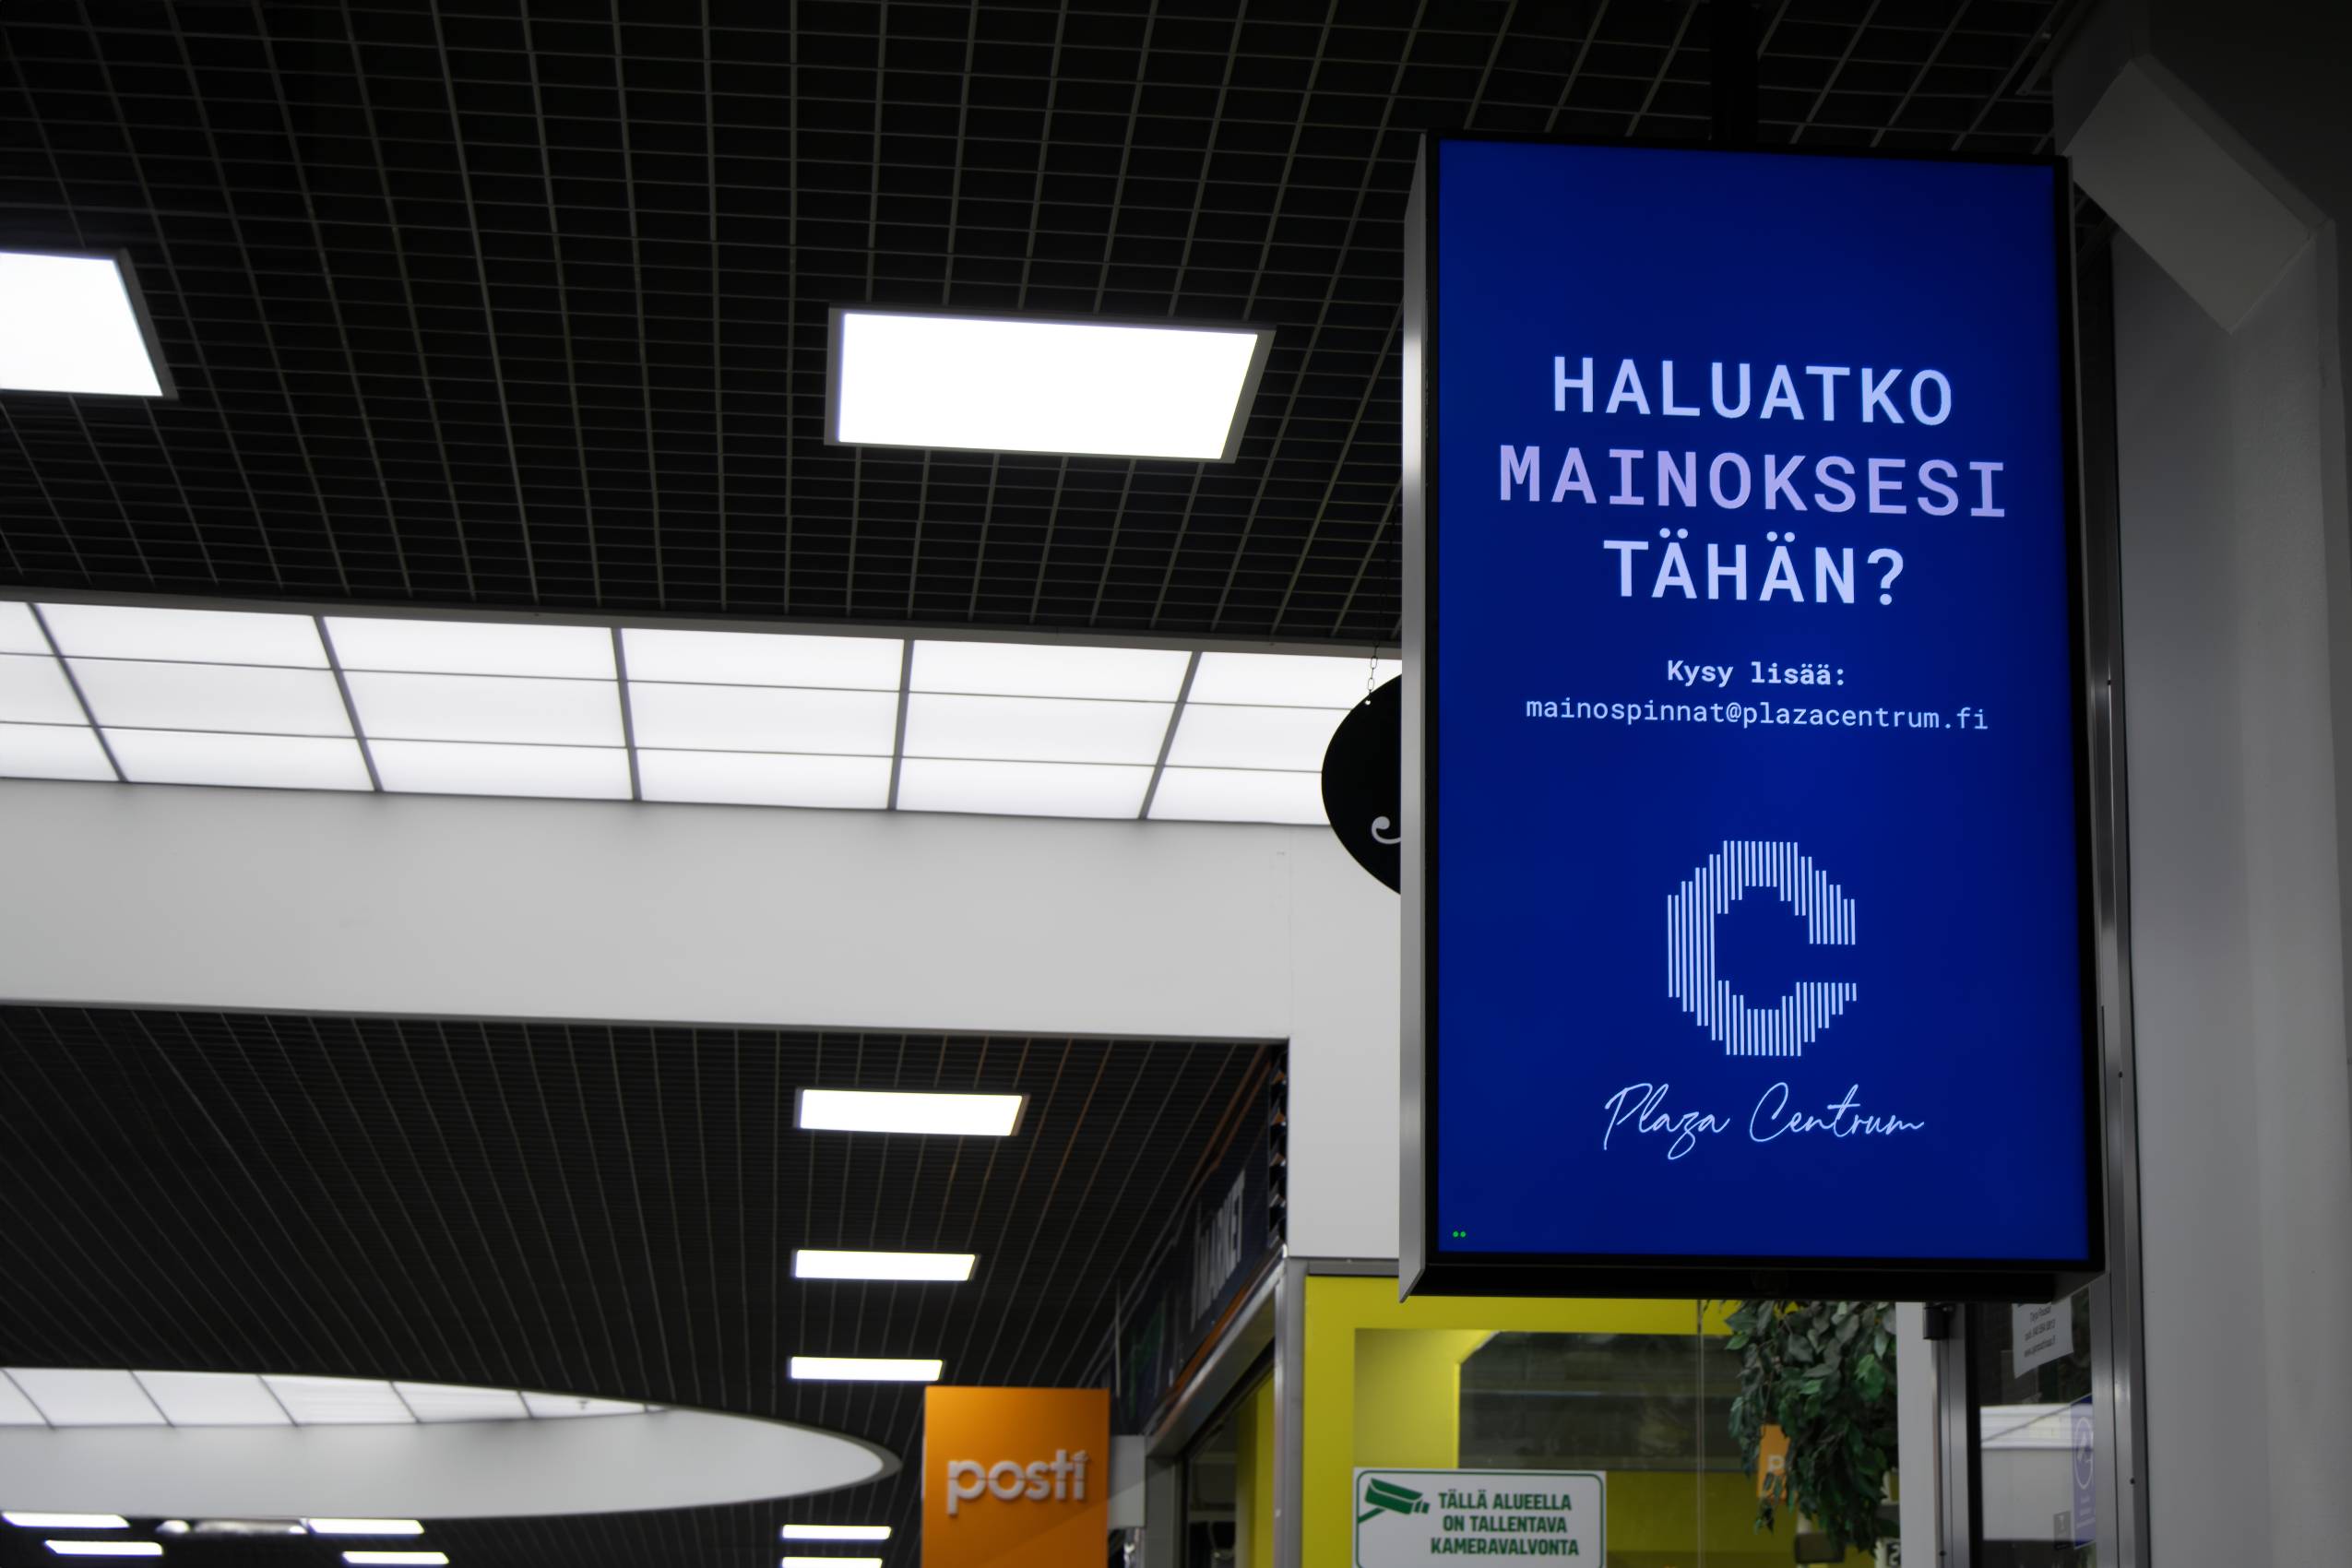 HALUATKO
MAINOKSESI
TÄHÄN?
Kysy lisää:
mainospinnat@plazacentrum.fi
Plaza Centrum
posti
TÄLLÄ ALUEELLA
ON TALLENTAVA
KAMERAVALVONTA